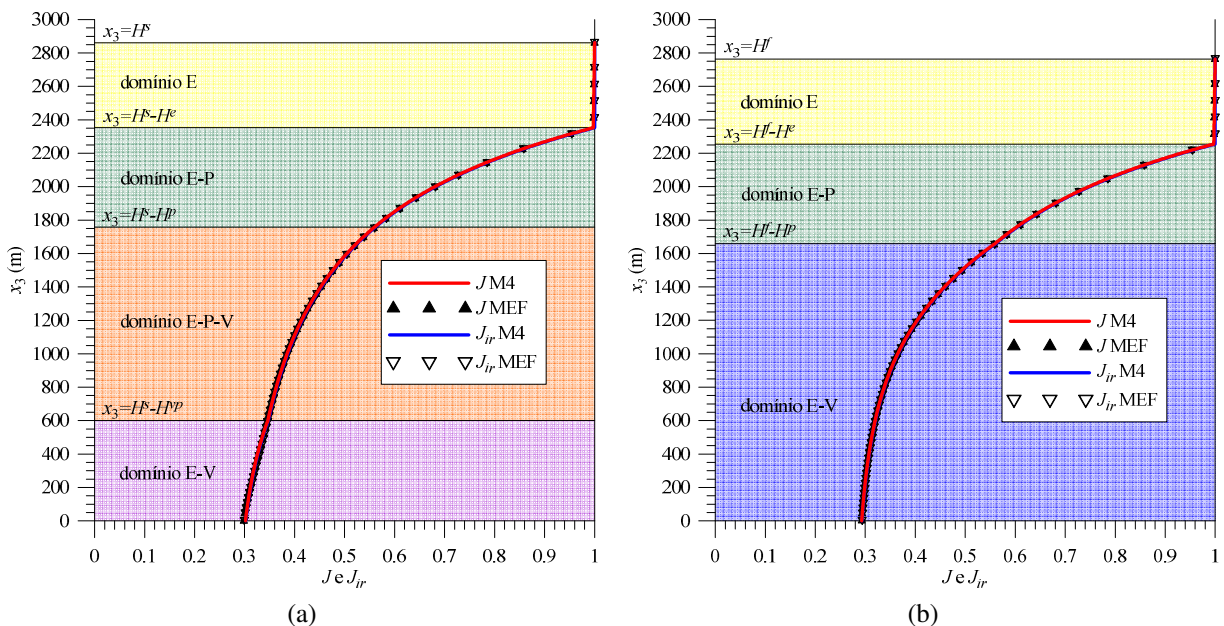 3000
2800
2600
2400
2200
2000
1800
1600
1400
1200
1000
800
600
400
200
0
x3 (m)
x3=Hs
domínio E
x3=Hs-He
domínio E-P
x3=Hs-Hp
domínio E-P-V
x3=Hs-Hvp
domínio E-V
J M4
J MEF
Jir M4
Jir MEF
0 0.1 0.2 0.3 0.4 0.5 0.6 0.7 0.8 0.9 1
J e Jir
(a)
3000
2800
2600
2400
2200
2000
1800
1600
1400
1200
1000
800
600
400
200
0
x3 (m)
x3=Hf
domínio E
x3=Hf-He
domínio E-P
x3=Hf-Hp
domínio E-V
J M4
J MEF
Jir M4
Jir MEF
0 0.1 0.2 0.3 0.4 0.5 0.6 0.7 0.8 0.9 1
J e Jir
(b)